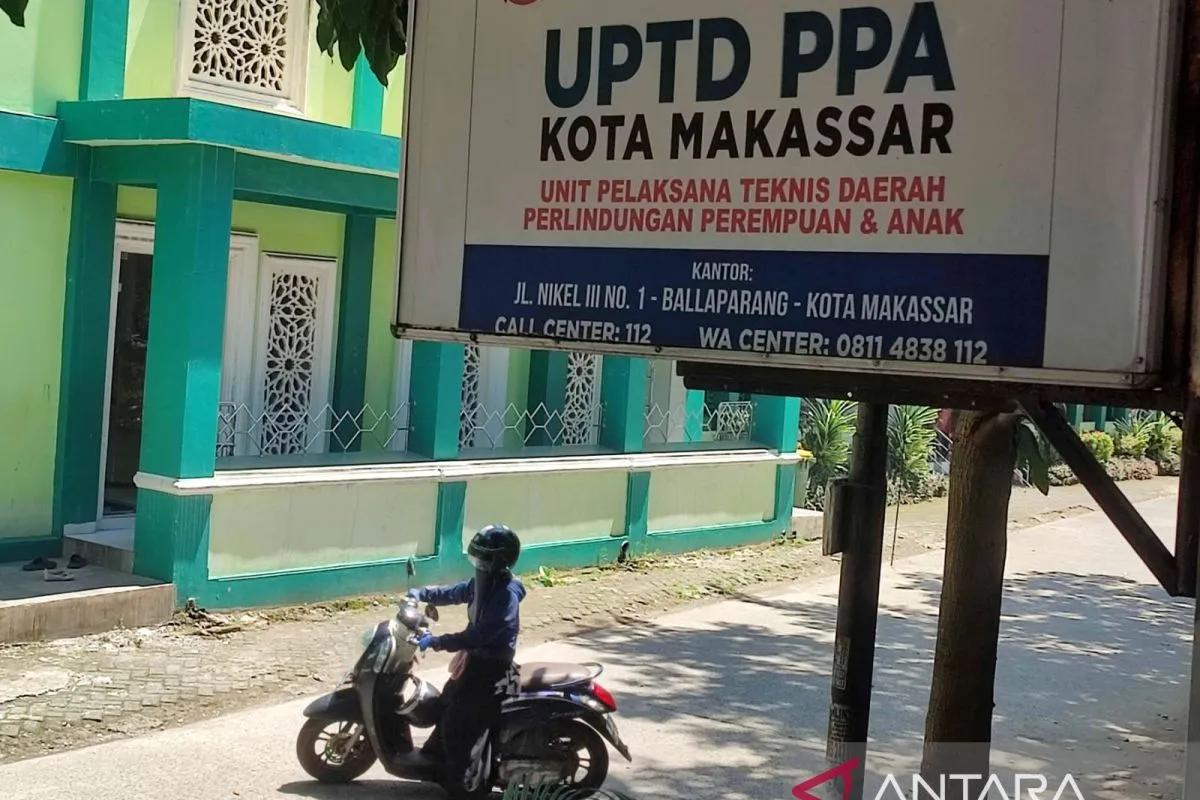 UPTD PPA
KOTA MAKASSAR
UNIT PELAKSANA TEKNIS DAERAH
PERLINDUNGAN PEREMPUAN & ANAK
KANTOR:
JL. NIKEL III NO. 1 - BALLAPARANG - KOTA MAKASSAR
CALL CENTER: 112 WA CENTER: 0811 4838 112
ANTARA